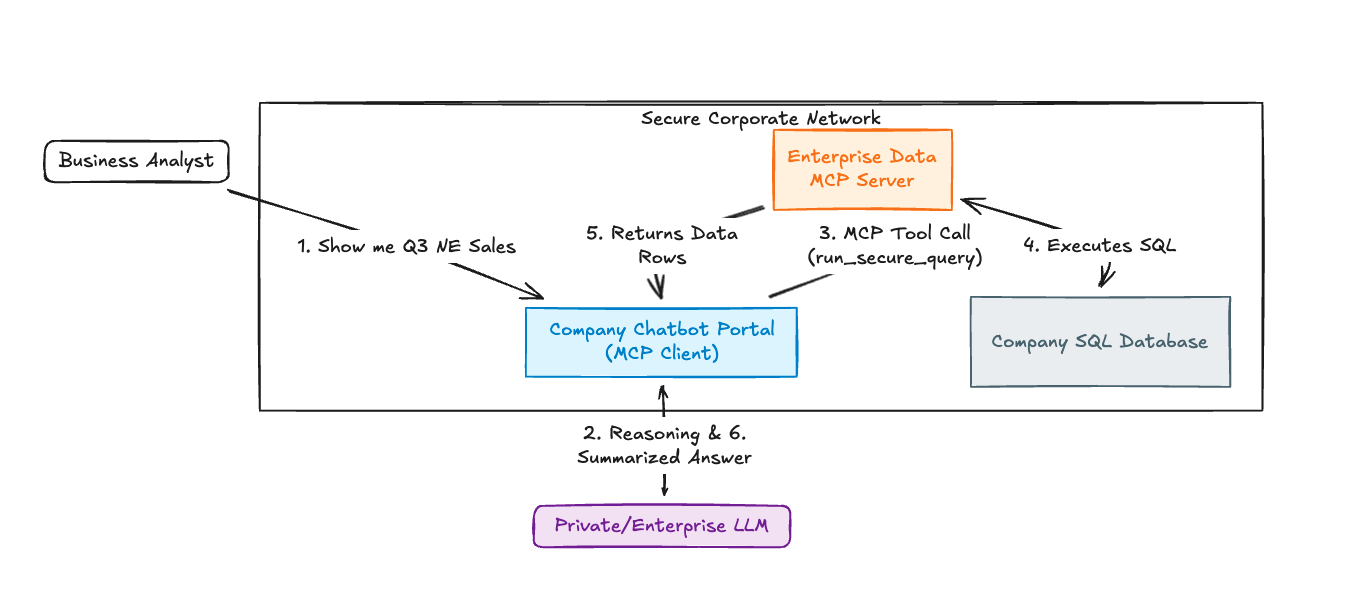 Secure Corporate Network
Business Analyst
Enterprise Data
MCP Server
1. Show me Q3 NE Sales
5. Returns Data
Rows
3. MCP Tool Call
(run_secure_query)
4. Executes SQL
Company Chatbot Portal
(MCP Client)
Company SQL Database
2. Reasoning & 6.
Summarized Answer
Private/Enterprise LLM